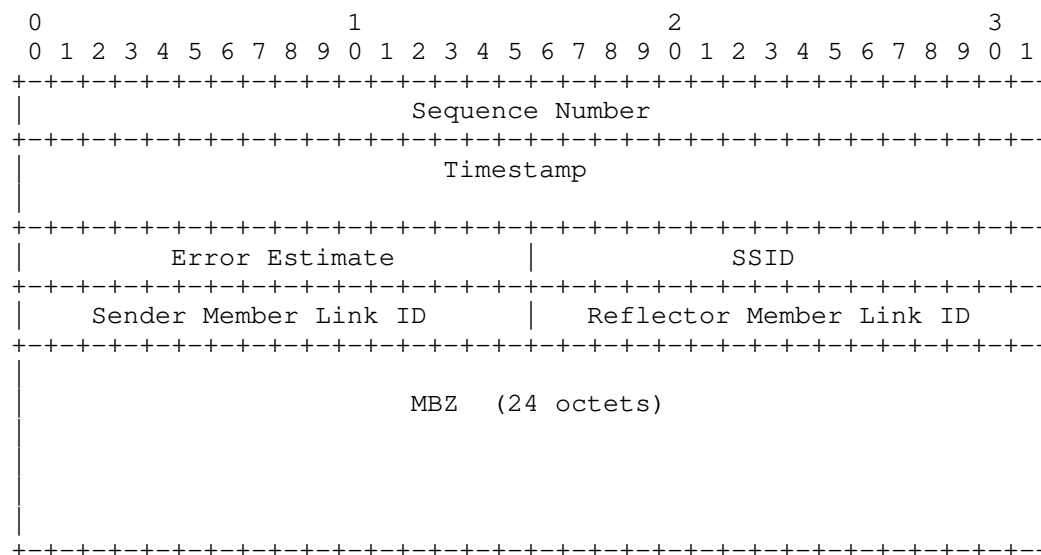 0                   1                   2                   3
 0 1 2 3 4 5 6 7 8 9 0 1 2 3 4 5 6 7 8 9 0 1 2 3 4 5 6 7 8 9 0 1
+-+-+-+-+-+-+-+-+-+-+-+-+-+-+-+-+-+-+-+-+-+-+-+-+-+-+-+-+-+-+-+-
|                        Sequence Number
+-+-+-+-+-+-+-+-+-+-+-+-+-+-+-+-+-+-+-+-+-+-+-+-+-+-+-+-+-+-+-+-
|                          Timestamp
|
+-+-+-+-+-+-+-+-+-+-+-+-+-+-+-+-+-+-+-+-+-+-+-+-+-+-+-+-+-+-+-+-
|         Error Estimate        |            SSID
+-+-+-+-+-+-+-+-+-+-+-+-+-+-+-+-+-+-+-+-+-+-+-+-+-+-+-+-+-+-+-+-
|    Sender Member Link ID      |   Reflector Member Link ID
+-+-+-+-+-+-+-+-+-+-+-+-+-+-+-+-+-+-+-+-+-+-+-+-+-+-+-+-+-+-+-+-
|
|                        MBZ  (24 octets)
|
|
|
|
+-+-+-+-+-+-+-+-+-+-+-+-+-+-+-+-+-+-+-+-+-+-+-+-+-+-+-+-+-+-+-+-